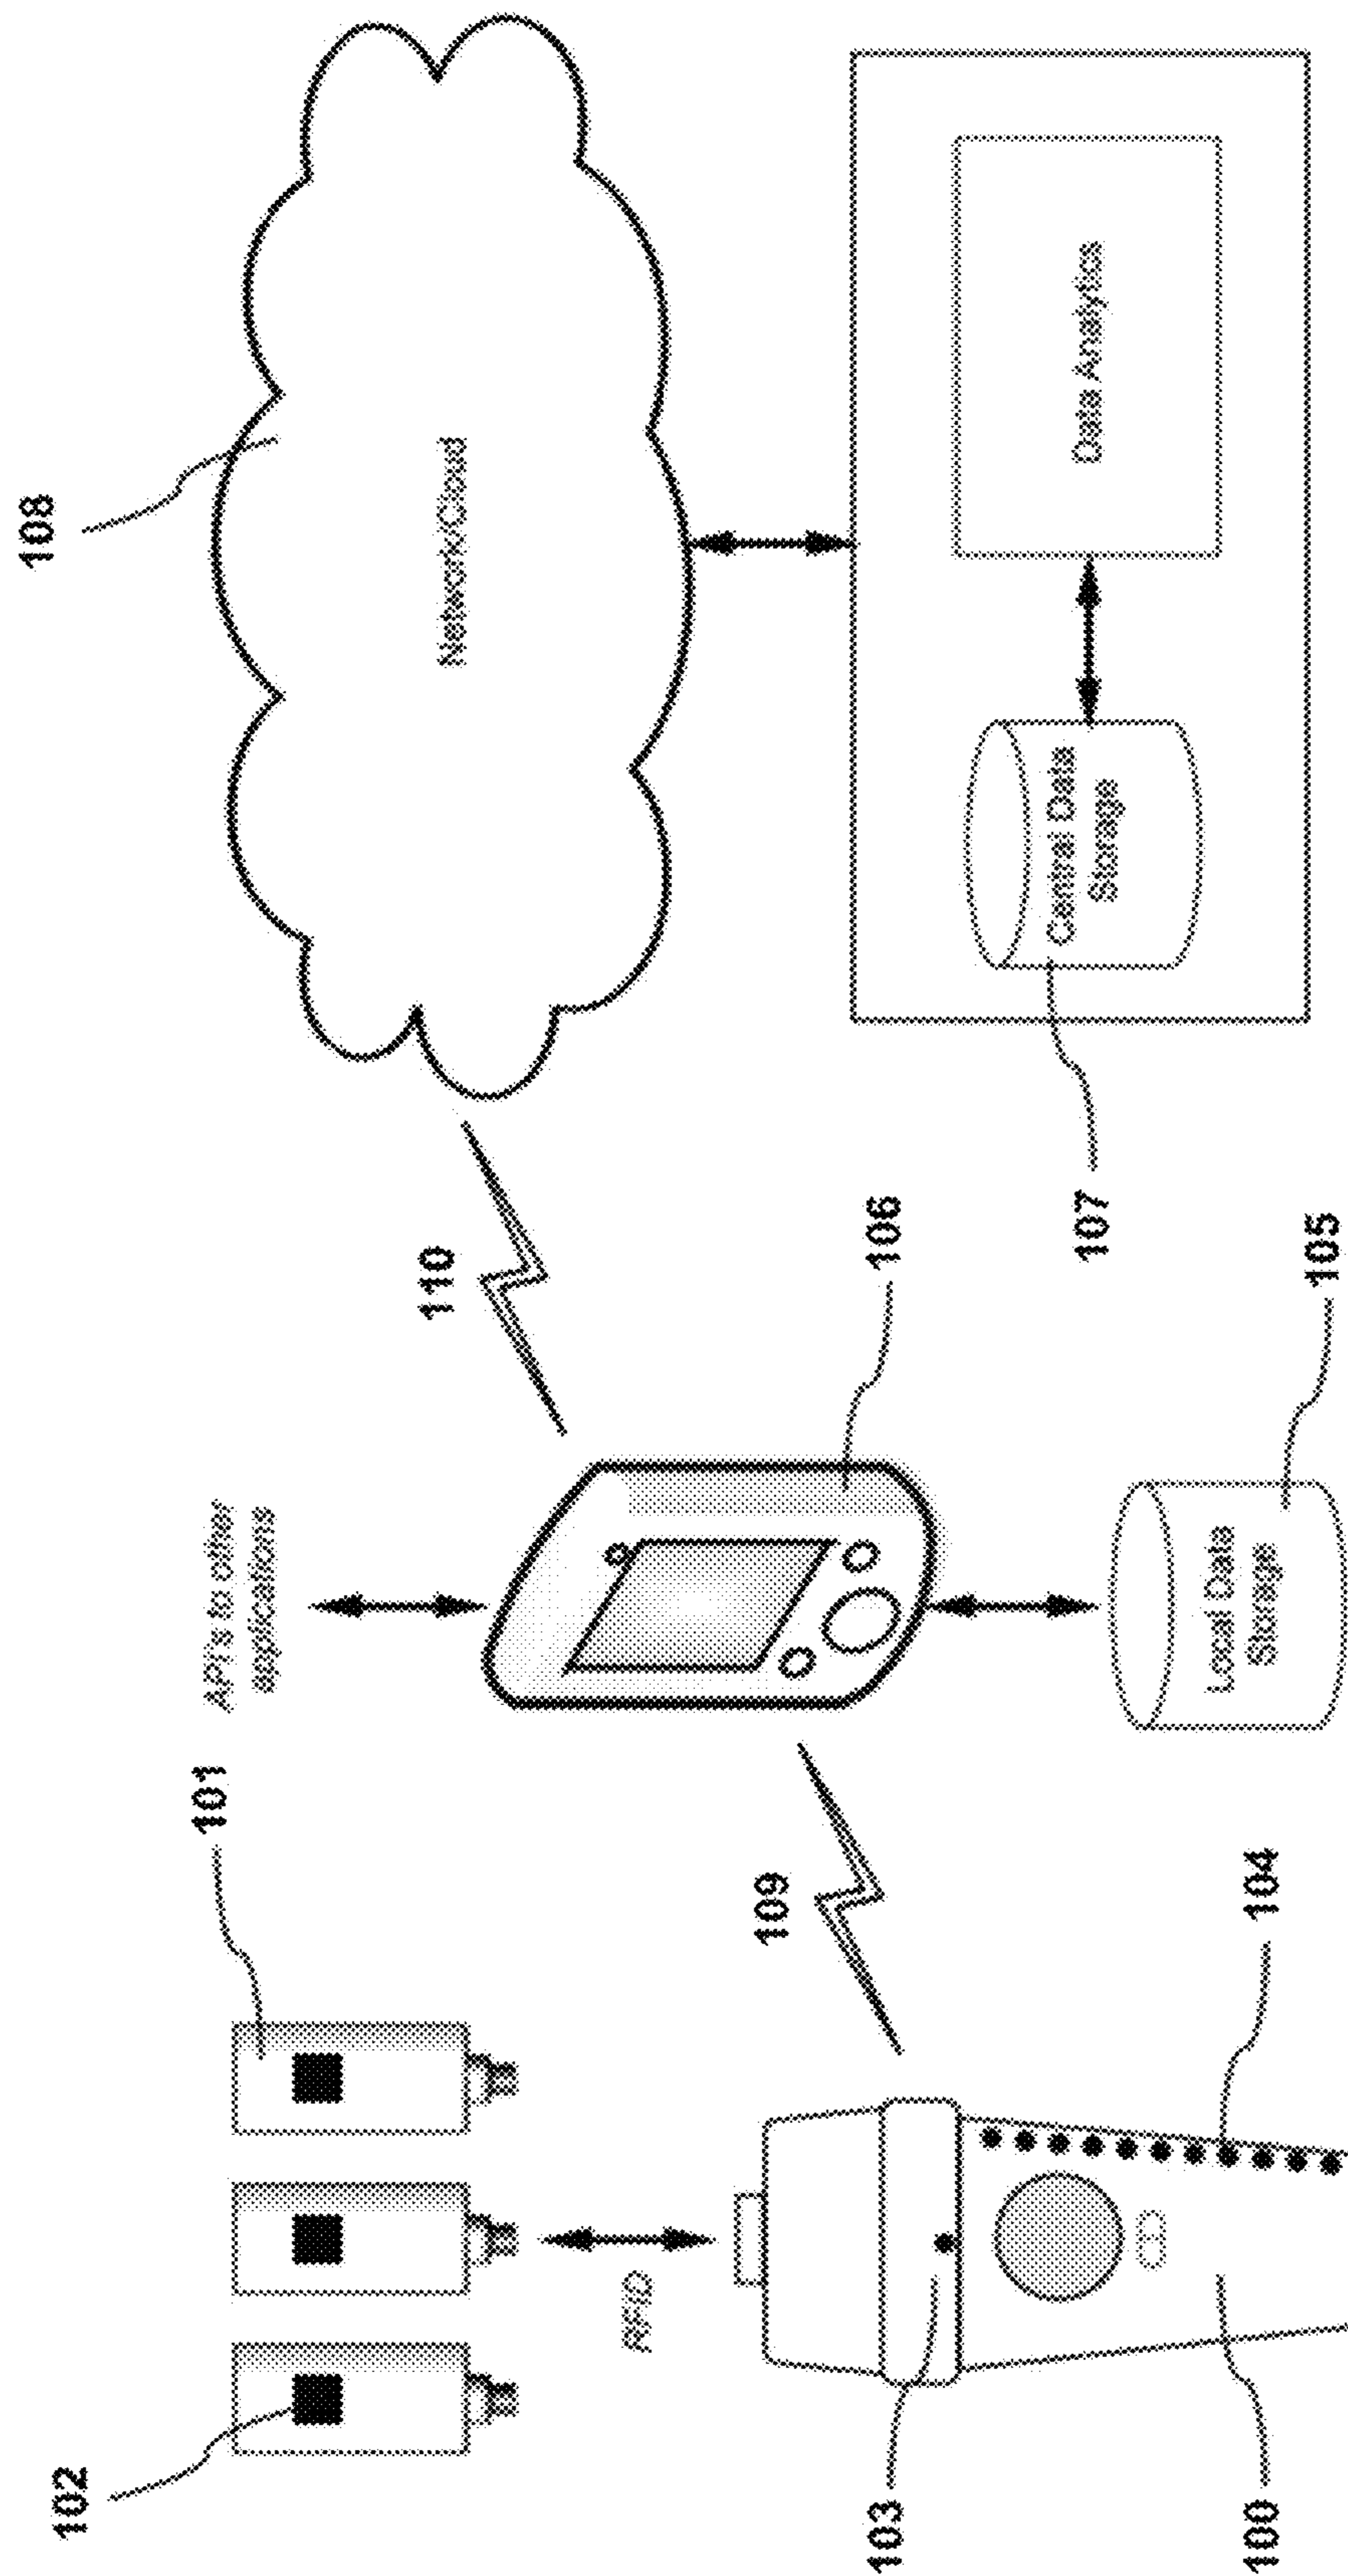 108
Network/Cloud
Data Analytics
Central Data
Storage
107
110
106
105
API's to other
applications
Local Data
Storage
101
109
104
RFID
102
103
100